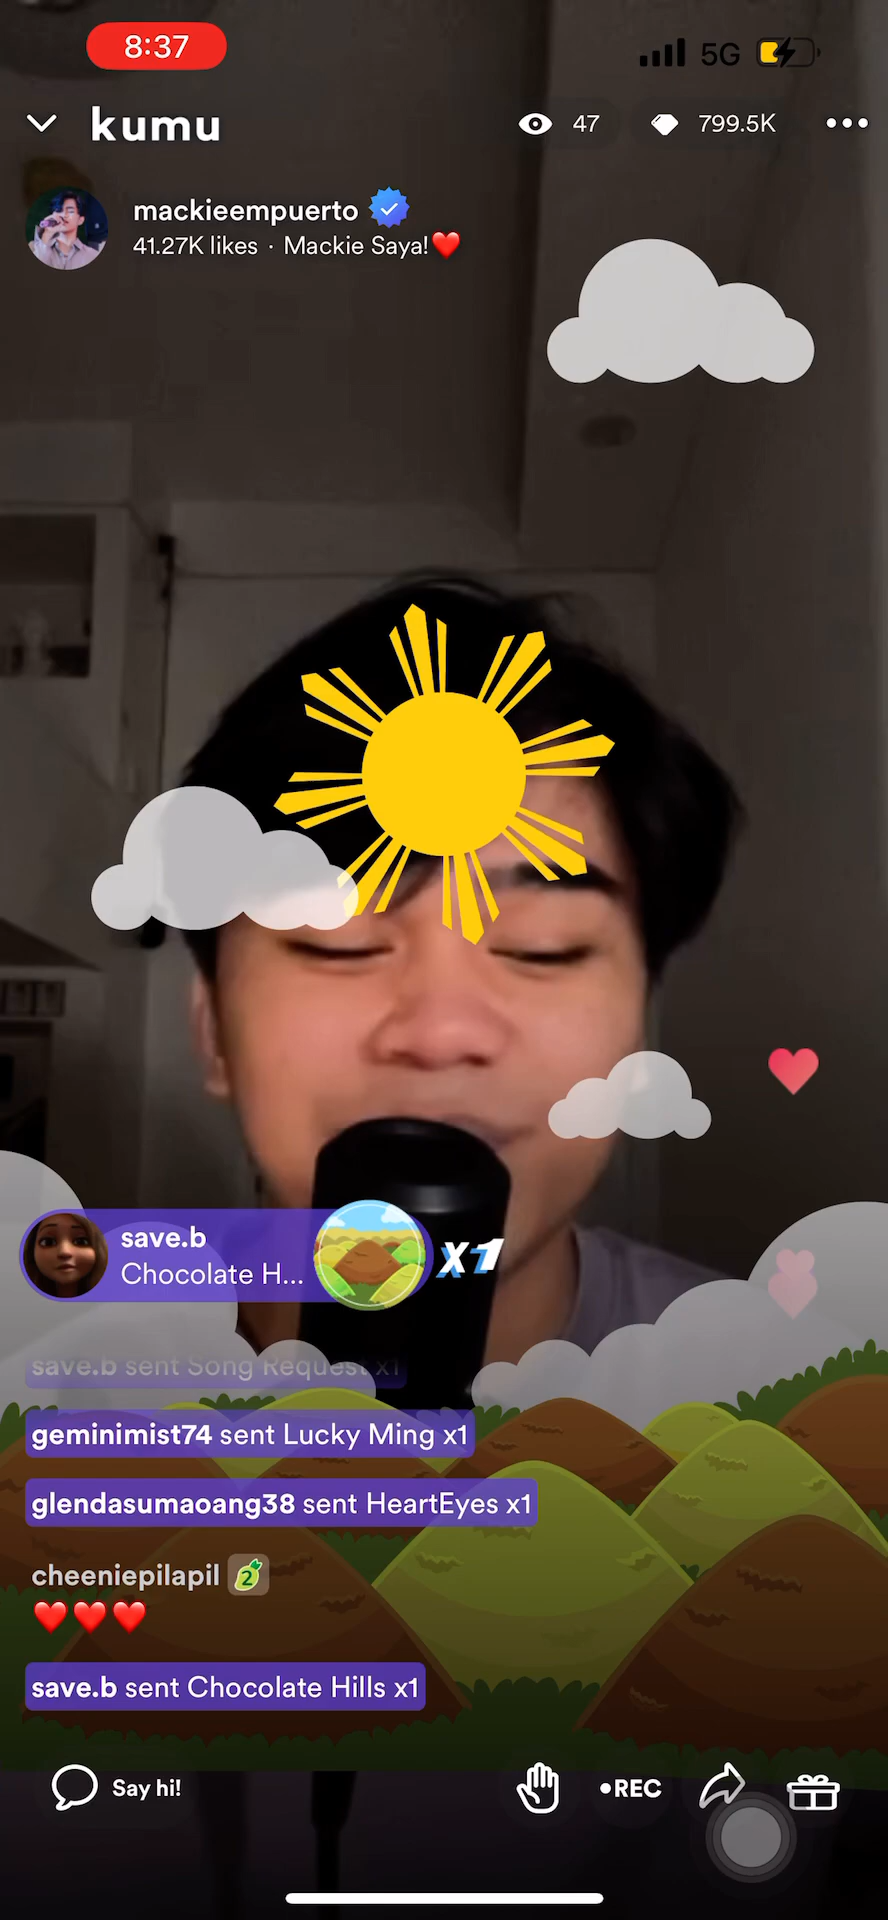 8:37
5G
kumu
47
799.5K
mackieempuerto
41.27K likes · Mackie Saya!❤️
save.b
Chocolate H...
x1
save.b sent Song Request x1
geminimist74 sent Lucky Ming x1
glendasumaoang38 sent HeartEyes x1
cheeniepilapil 2
❤️❤️❤️
save.b sent Chocolate Hills x1
Say hi!
•REC